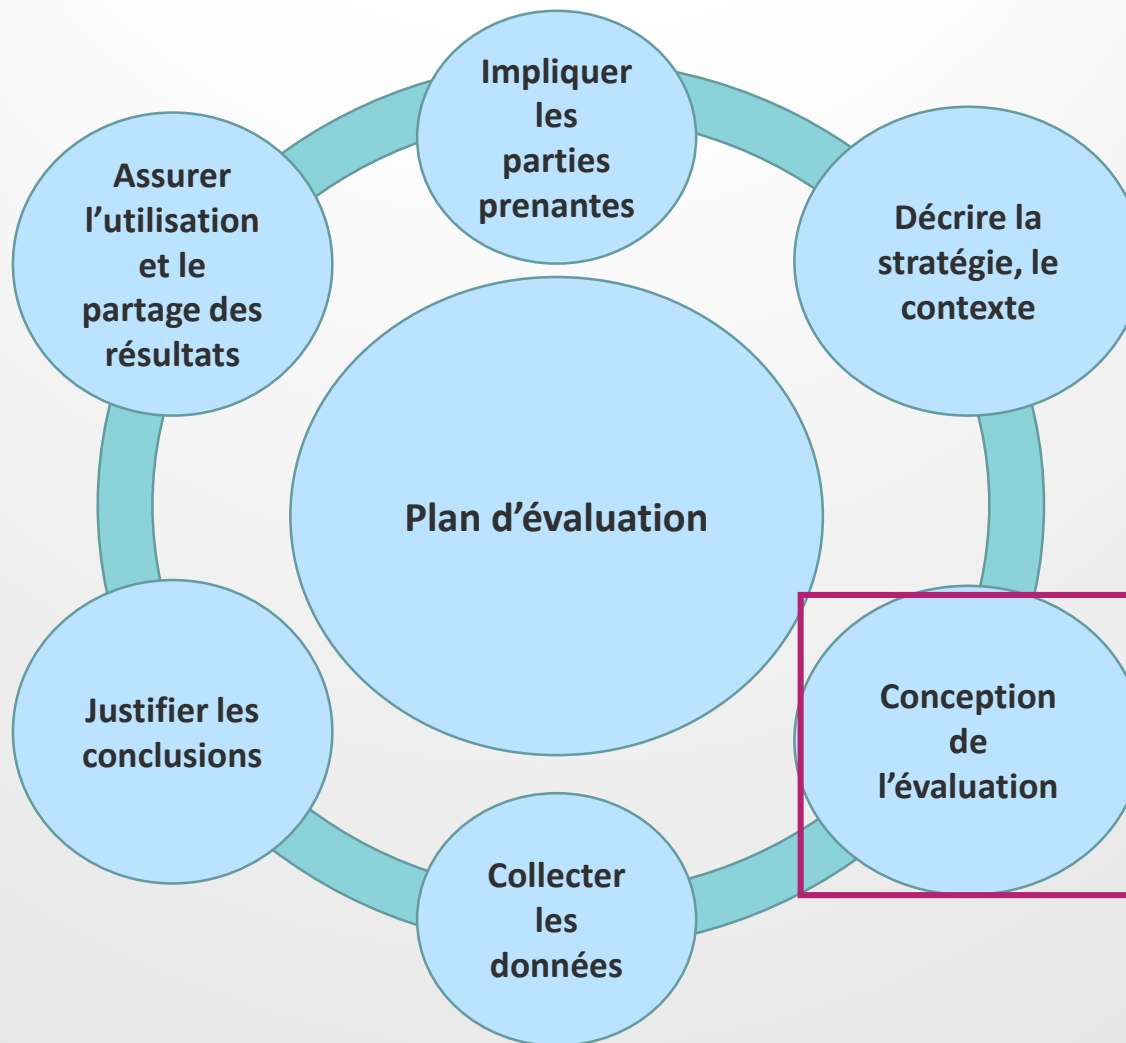 Impliquer
les
parties
prenantes
Décrire la
stratégie, le
contexte
Conception
de
l’évaluation
Collecter
les
données
Justifier les
conclusions
Assurer
l’utilisation
et le
partage des
résultats
Plan d’évaluation